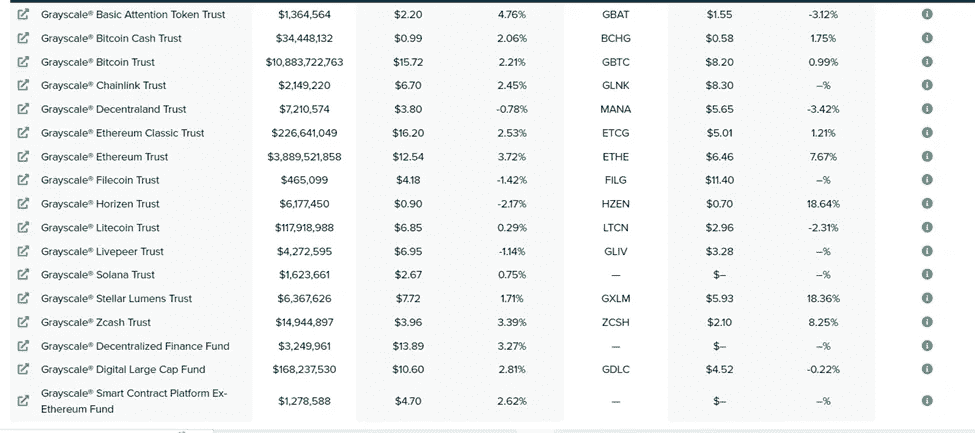 Grayscale® Basic Attention Token Trust $1,364,564 $2.20 4.76% GBAT $1.55 -3.12%
Grayscale® Bitcoin Cash Trust $34,448,132 $0.99 2.06% BCHG $0.58 1.75%
Grayscale® Bitcoin Trust $10,883,722,763 $15.72 2.21% GBTC $8.20 0.99%
Grayscale® Chainlink Trust $2,149,220 $6.70 2.45% GLNK $8.30 –%
Grayscale® Decentraland Trust $7,210,574 $3.80 -0.78% MANA $5.65 -3.42%
Grayscale® Ethereum Classic Trust $226,641,049 $16.20 2.53% ETCG $5.01 1.21%
Grayscale® Ethereum Trust $3,889,521,858 $12.54 3.72% ETHE $6.46 7.67%
Grayscale® Filecoin Trust $465,099 $4.18 -1.42% FILG $11.40 –%
Grayscale® Horizen Trust $6,177,450 $0.90 -2.17% HZEN $0.70 18.64%
Grayscale® Litecoin Trust $117,918,988 $6.85 0.29% LTCN $2.96 -2.31%
Grayscale® Livepeer Trust $4,272,595 $6.95 -1.14% GLIV $3.28 –%
Grayscale® Solana Trust $1,623,661 $2.67 0.75% — $– –%
Grayscale® Stellar Lumens Trust $6,367,626 $7.72 1.71% GXLM $5.93 18.36%
Grayscale® Zcash Trust $14,944,897 $3.96 3.39% ZCSH $2.10 8.25%
Grayscale® Decentralized Finance Fund $3,249,961 $13.89 3.27% — $– –%
Grayscale® Digital Large Cap Fund $168,237,530 $10.60 2.81% GDLC $4.52 -0.22%
Grayscale® Smart Contract Platform Ex-
Ethereum Fund $1,278,588 $4.70 2.62% — $– –%